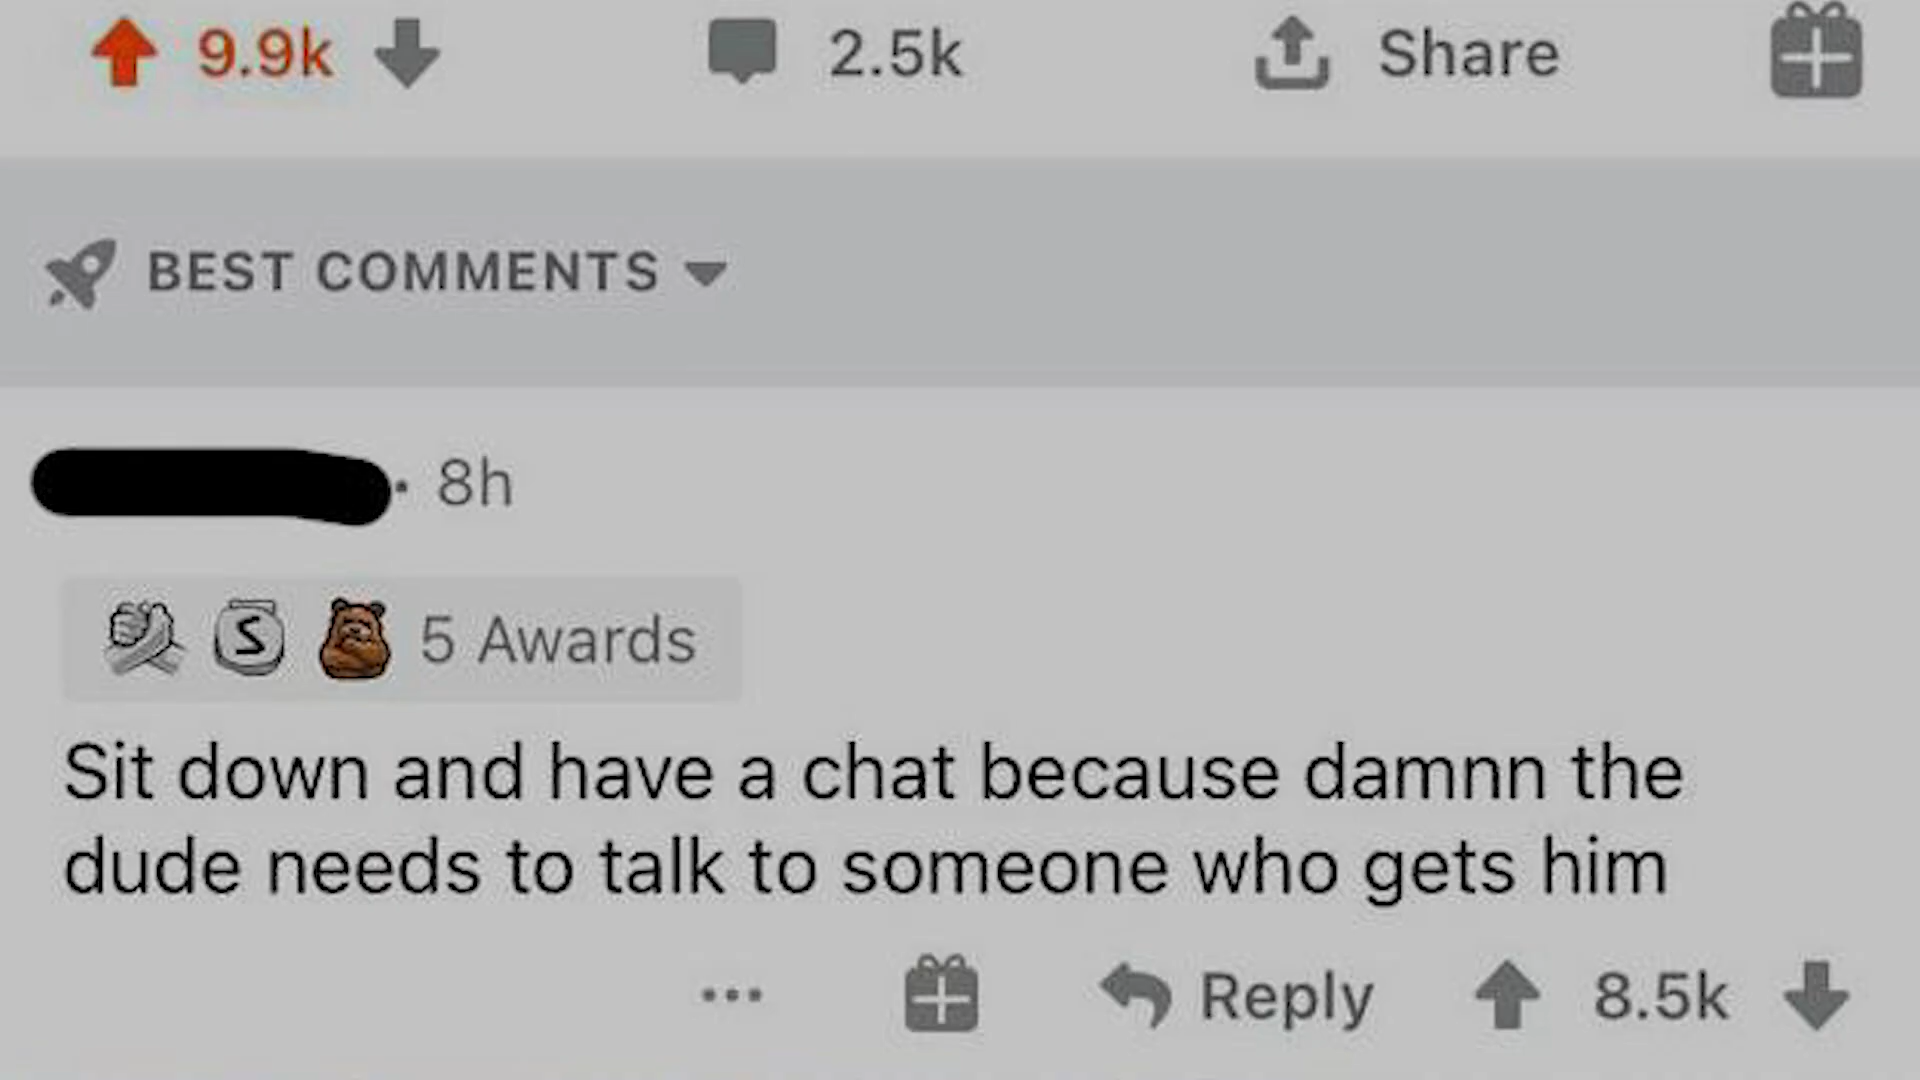 9.9k 2.5k Share
BEST COMMENTS
· 8h
S 5 Awards
Sit down and have a chat because damnn the
dude needs to talk to someone who gets him
... Reply 8.5k